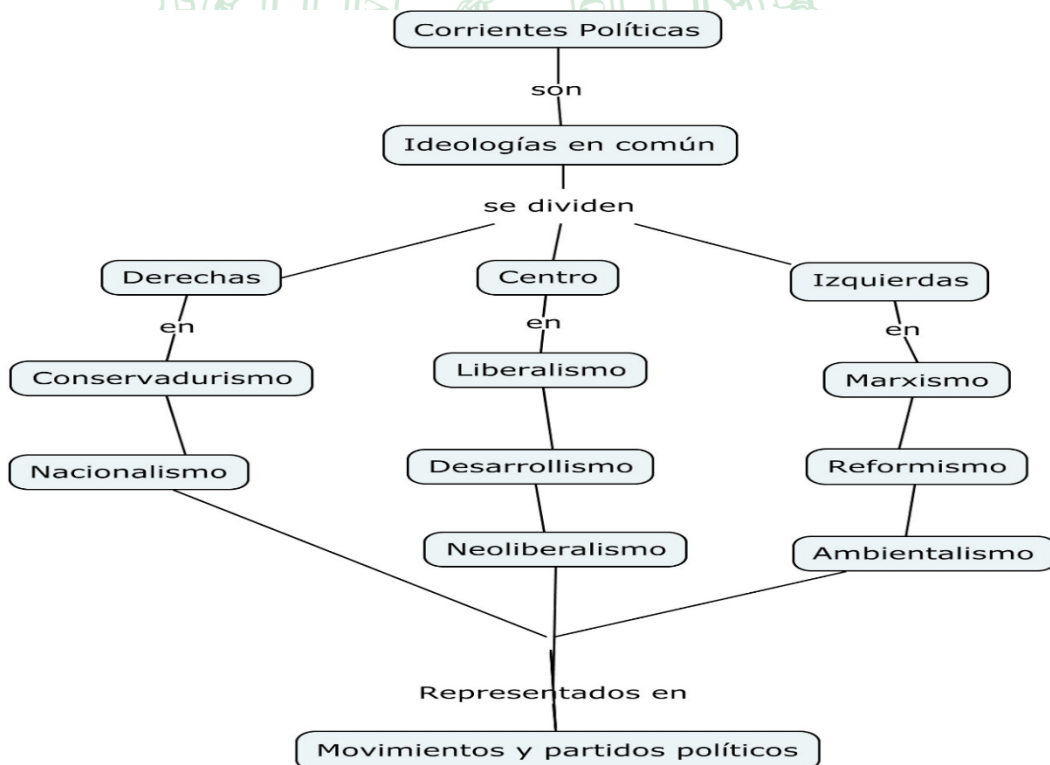 Corrientes Políticas
son
Ideologías en común
se dividen
Derechas
Centro
Izquierdas
en
en
en
Conservadurismo
Liberalismo
Marxismo
Nacionalismo
Desarrollismo
Reformismo
Neoliberalismo
Ambientalismo
Representados en
Movimientos y partidos políticos